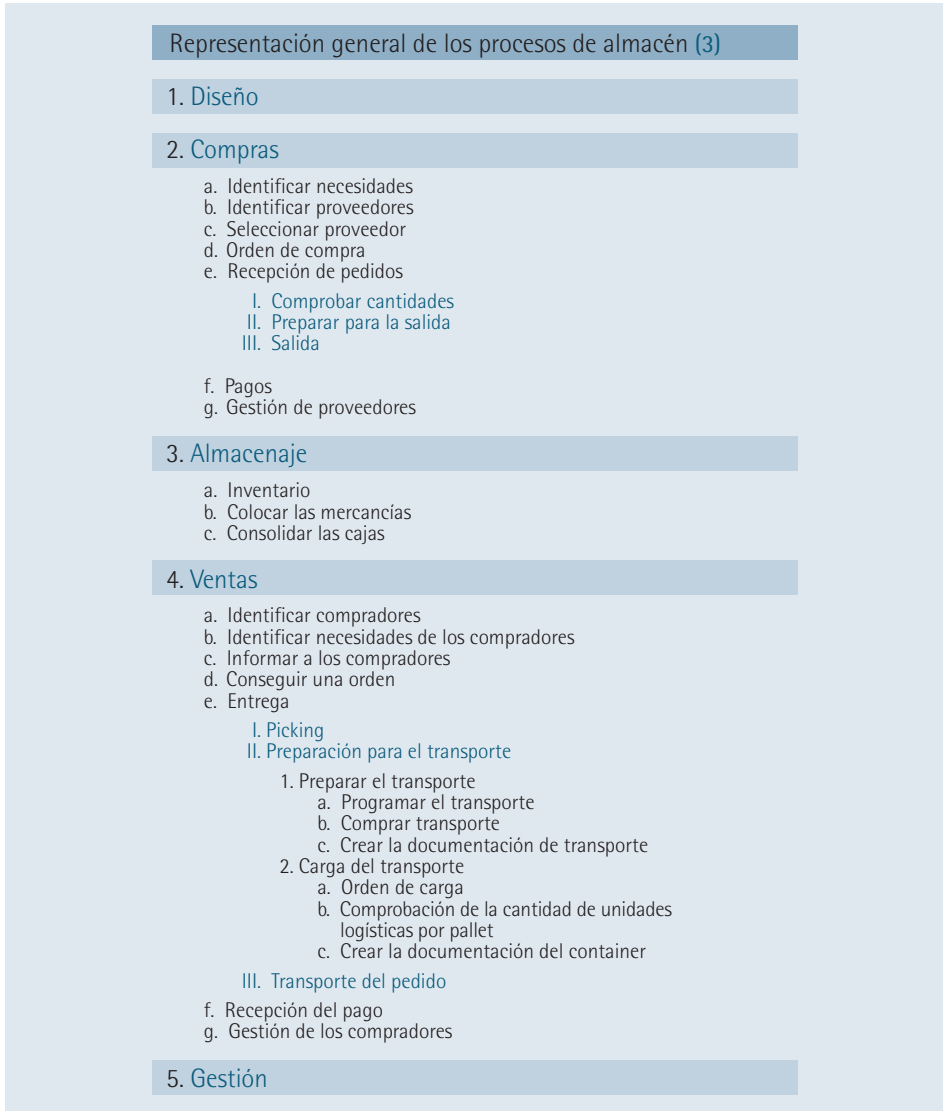 Representación general de los procesos de almacén (3)
1. Diseño
2. Compras
a. Identificar necesidades
b. Identificar proveedores
c. Seleccionar proveedor
d. Orden de compra
e. Recepción de pedidos
I. Comprobar cantidades
II. Preparar para la salida
III. Salida
f. Pagos
g. Gestión de proveedores
3. Almacenaje
a. Inventario
b. Colocar las mercancías
c. Consolidar las cajas
4. Ventas
a. Identificar compradores
b. Identificar necesidades de los compradores
c. Informar a los compradores
d. Conseguir una orden
e. Entrega
I. Picking
II. Preparación para el transporte
1. Preparar el transporte
a. Programar el transporte
b. Comprar transporte
c. Crear la documentación de transporte
2. Carga del transporte
a. Orden de carga
b. Comprobación de la cantidad de unidades
logísticas por pallet
c. Crear la documentación del container
III. Transporte del pedido
f. Recepción del pago
g. Gestión de los compradores
5. Gestión